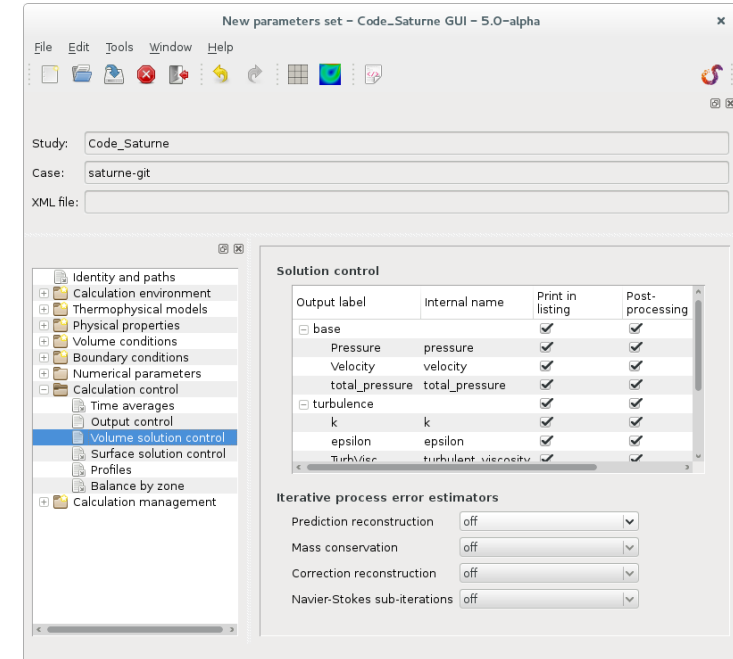 New parameters set – Code_Saturne GUI – 5.0-alpha
File Edit Tools Window Help
Study: Code_Saturne
Case: saturne-git
XML file:
Identity and paths
Calculation environment
Thermophysical models
Physical properties
Volume conditions
Boundary conditions
Numerical parameters
Calculation control
Time averages
Output control
Volume solution control
Surface solution control
Profiles
Balance by zone
Calculation management
Solution control
Output label Internal name Print in listing Post-processing
base
Pressure pressure
Velocity velocity
total_pressure total_pressure
turbulence
k k
epsilon epsilon
TurbVisc turbulent_viscosity
Iterative process error estimators
Prediction reconstruction off
Mass conservation off
Correction reconstruction off
Navier-Stokes sub-iterations off